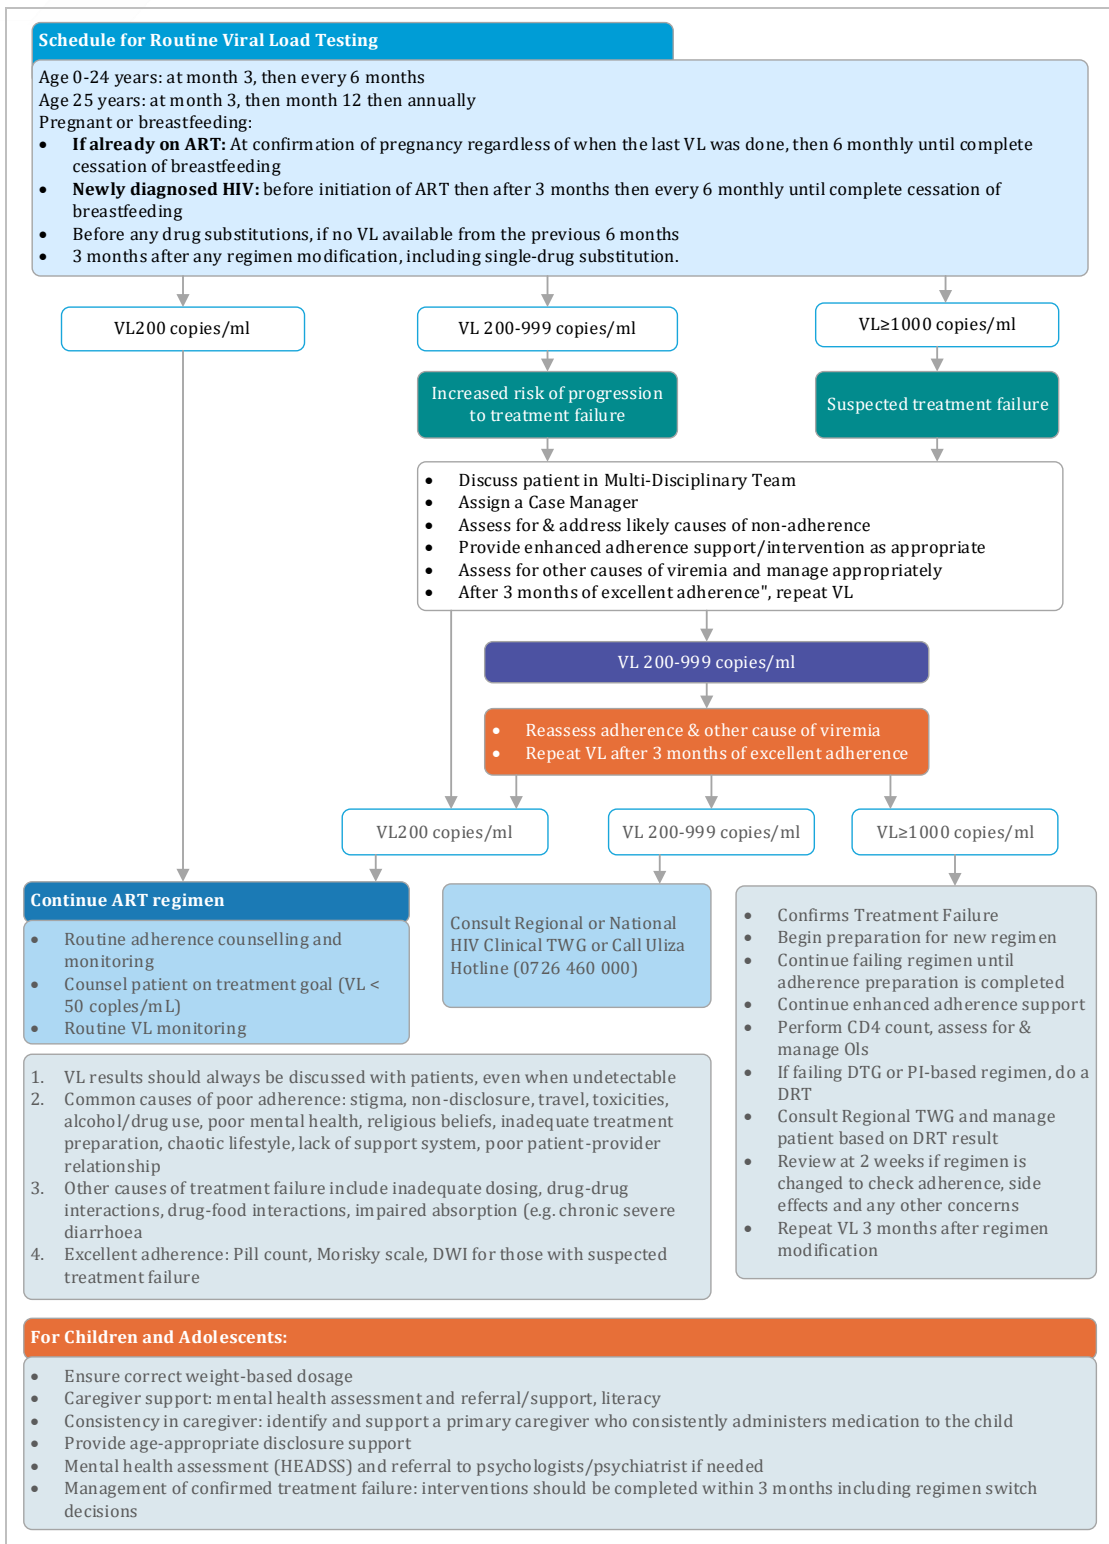 Schedule for Routine Viral Load Testing
Age 0-24 years: at month 3, then every 6 months
Age 25 years: at month 3, then month 12 then annually
Pregnant or breastfeeding:
• If already on ART: At confirmation of pregnancy regardless of when the last VL was done, then 6 monthly until complete
cessation of breastfeeding
• Newly diagnosed HIV: before initiation of ART then after 3 months then every 6 monthly until complete cessation of
breastfeeding
• Before any drug substitutions, if no VL available from the previous 6 months
• 3 months after any regimen modification, including single-drug substitution.
VL200 copies/ml
VL 200-999 copies/ml
VL≥1000 copies/ml
Increased risk of progression
to treatment failure
Suspected treatment failure
• Discuss patient in Multi-Disciplinary Team
• Assign a Case Manager
• Assess for & address likely causes of non-adherence
• Provide enhanced adherence support/intervention as appropriate
• Assess for other causes of viremia and manage appropriately
• After 3 months of excellent adherence", repeat VL
VL 200-999 copies/ml
• Reassess adherence & other cause of viremia
• Repeat VL after 3 months of excellent adherence
VL200 copies/ml
VL 200-999 copies/ml
VL≥1000 copies/ml
Continue ART regimen
• Routine adherence counselling and
monitoring
• Counsel patient on treatment goal (VL <
50 coples/mL)
• Routine VL monitoring
Consult Regional or National
HIV Clinical TWG or Call Uliza
Hotline (0726 460 000)
• Confirms Treatment Failure
• Begin preparation for new regimen
• Continue failing regimen until
adherence preparation is completed
• Continue enhanced adherence support
• Perform CD4 count, assess for &
manage Ols
• If failing DTG or PI-based regimen, do a
DRT
• Consult Regional TWG and manage
patient based on DRT result
• Review at 2 weeks if regimen is
changed to check adherence, side
effects and any other concerns
• Repeat VL 3 months after regimen
modification
1. VL results should always be discussed with patients, even when undetectable
2. Common causes of poor adherence: stigma, non-disclosure, travel, toxicities,
alcohol/drug use, poor mental health, religious beliefs, inadequate treatment
preparation, chaotic lifestyle, lack of support system, poor patient-provider
relationship
3. Other causes of treatment failure include inadequate dosing, drug-drug
interactions, drug-food interactions, impaired absorption (e.g. chronic severe
diarrhoea
4. Excellent adherence: Pill count, Morisky scale, DWI for those with suspected
treatment failure
For Children and Adolescents:
• Ensure correct weight-based dosage
• Caregiver support: mental health assessment and referral/support, literacy
• Consistency in caregiver: identify and support a primary caregiver who consistently administers medication to the child
• Provide age-appropriate disclosure support
• Mental health assessment (HEADSS) and referral to psychologists/psychiatrist if needed
• Management of confirmed treatment failure: interventions should be completed within 3 months including regimen switch
decisions